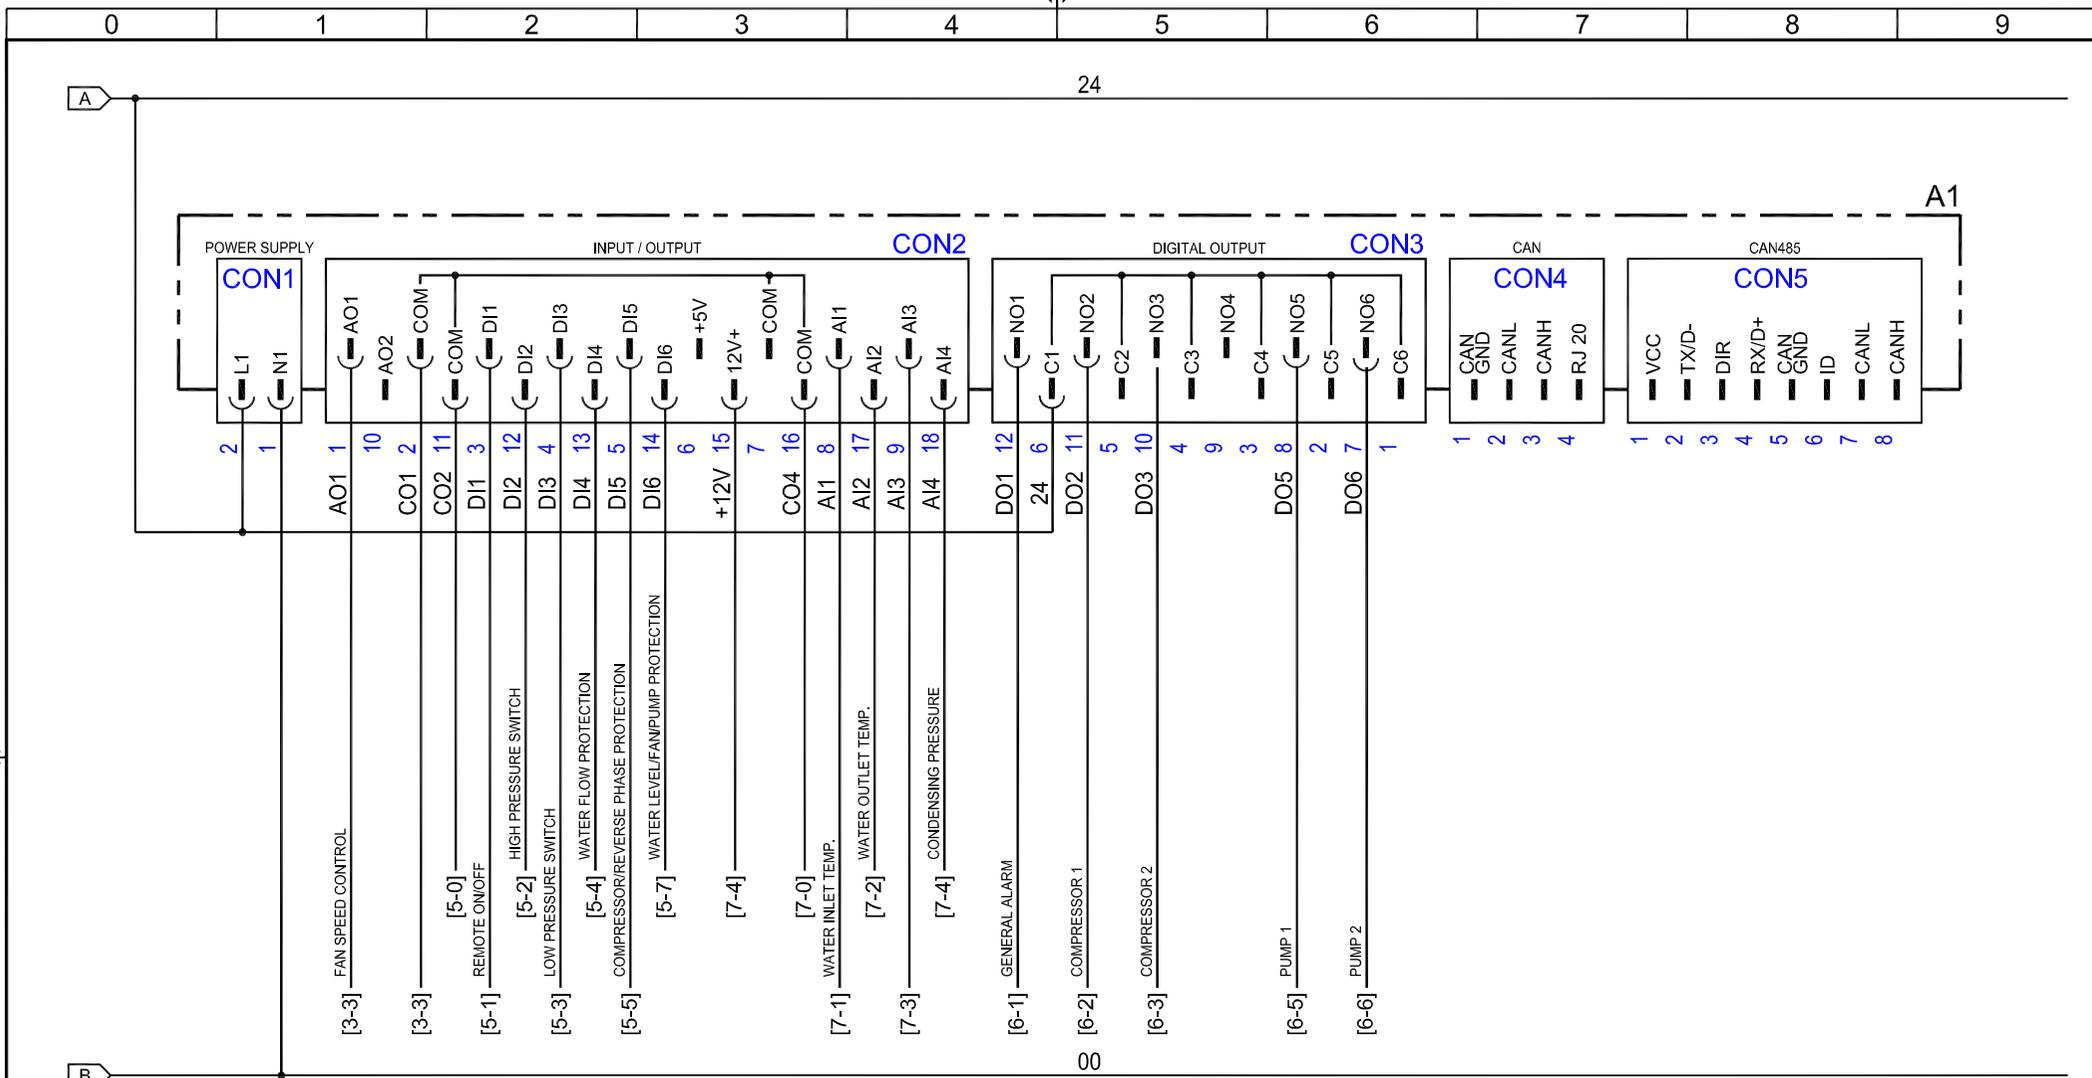 0 1 2 3 4 5 6 7 8 9
A
24
A1
POWER SUPPLY
INPUT / OUTPUT
CON2
DIGITAL OUTPUT
CON3
CAN
CAN485
CON1
CON4
CON5
L1
N1
AO1
AO2
COM
COM
DI1
DI2
DI3
DI4
DI5
DI6
+5V
12V+
COM
COM
AI1
AI2
AI3
AI4
NO1
C1
NO2
C2
NO3
C3
NO4
C4
NO5
C5
NO6
C6
CAN
GND
CANL
CANH
RJ 20
VCC
TX/D-
DIR
RX/D+
CAN
GND
ID
CANL
CANH
2 1
1 10 2 11 3 12 4 13 5 14 6 15 7 16 8 17 9 18
12 6 11 5 10 4 9 3 8 2 7 1
1 2 3 4
1 2 3 4 5 6 7 8
AO1
CO1
CO2
DI1
DI2
DI3
DI4
DI5
DI6
+12V
CO4
AI1
AI2
AI3
AI4
DO1
24
DO2
DO3
DO5
DO6
FAN SPEED CONTROL
REMOTE ON/OFF
HIGH PRESSURE SWITCH
LOW PRESSURE SWITCH
WATER FLOW PROTECTION
COMPRESSOR/REVERSE PHASE PROTECTION
WATER LEVEL/FAN/PUMP PROTECTION
WATER INLET TEMP.
WATER OUTLET TEMP.
CONDENSING PRESSURE
GENERAL ALARM
COMPRESSOR 1
COMPRESSOR 2
PUMP 1
PUMP 2
[3-3]
[3-3]
[5-0]
[5-1]
[5-2]
[5-3]
[5-4]
[5-5]
[5-7]
[7-4]
[7-0]
[7-1]
[7-2]
[7-3]
[7-4]
[6-1]
[6-2]
[6-3]
[6-5]
[6-6]
B
00